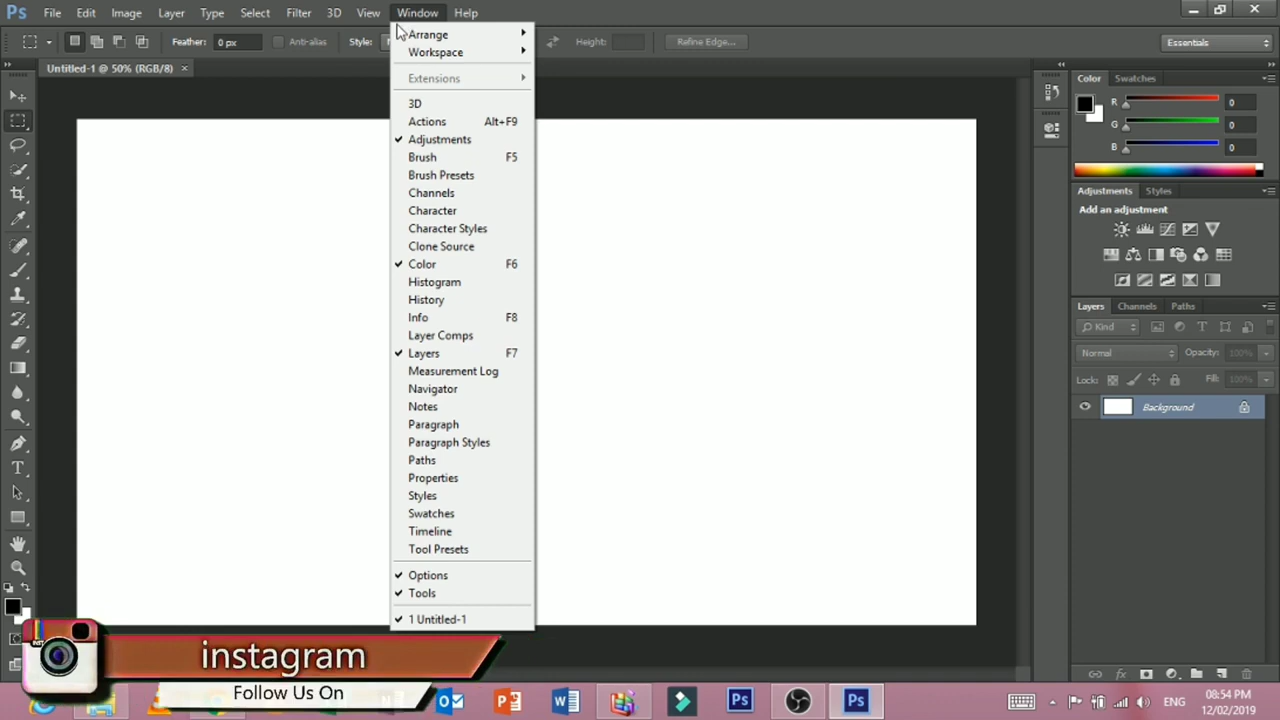 Ps File Edit Image Layer Type Select Filter 3D View Window Help
Feather: 0 px Anti-alias Style: Height: Refine Edge... Essentials
Untitled-1 @ 50% (RGB/8) ×
Arrange
Workspace
Extensions
3D
Actions Alt+F9
Adjustments
Brush F5
Brush Presets
Channels
Character
Character Styles
Clone Source
Color F6
Histogram
History
Info F8
Layer Comps
Layers F7
Measurement Log
Navigator
Notes
Paragraph
Paragraph Styles
Paths
Properties
Styles
Swatches
Timeline
Tool Presets
Options
Tools
1 Untitled-1
Color Swatches
R 0
G 0
B 0
Adjustments Styles
Add an adjustment
Layers Channels Paths
Kind
Normal Opacity: 100%
Lock: Fill: 100%
Background
fx
instagram
Follow Us On
Ps Ps
ENG
08:54 PM
12/02/2019